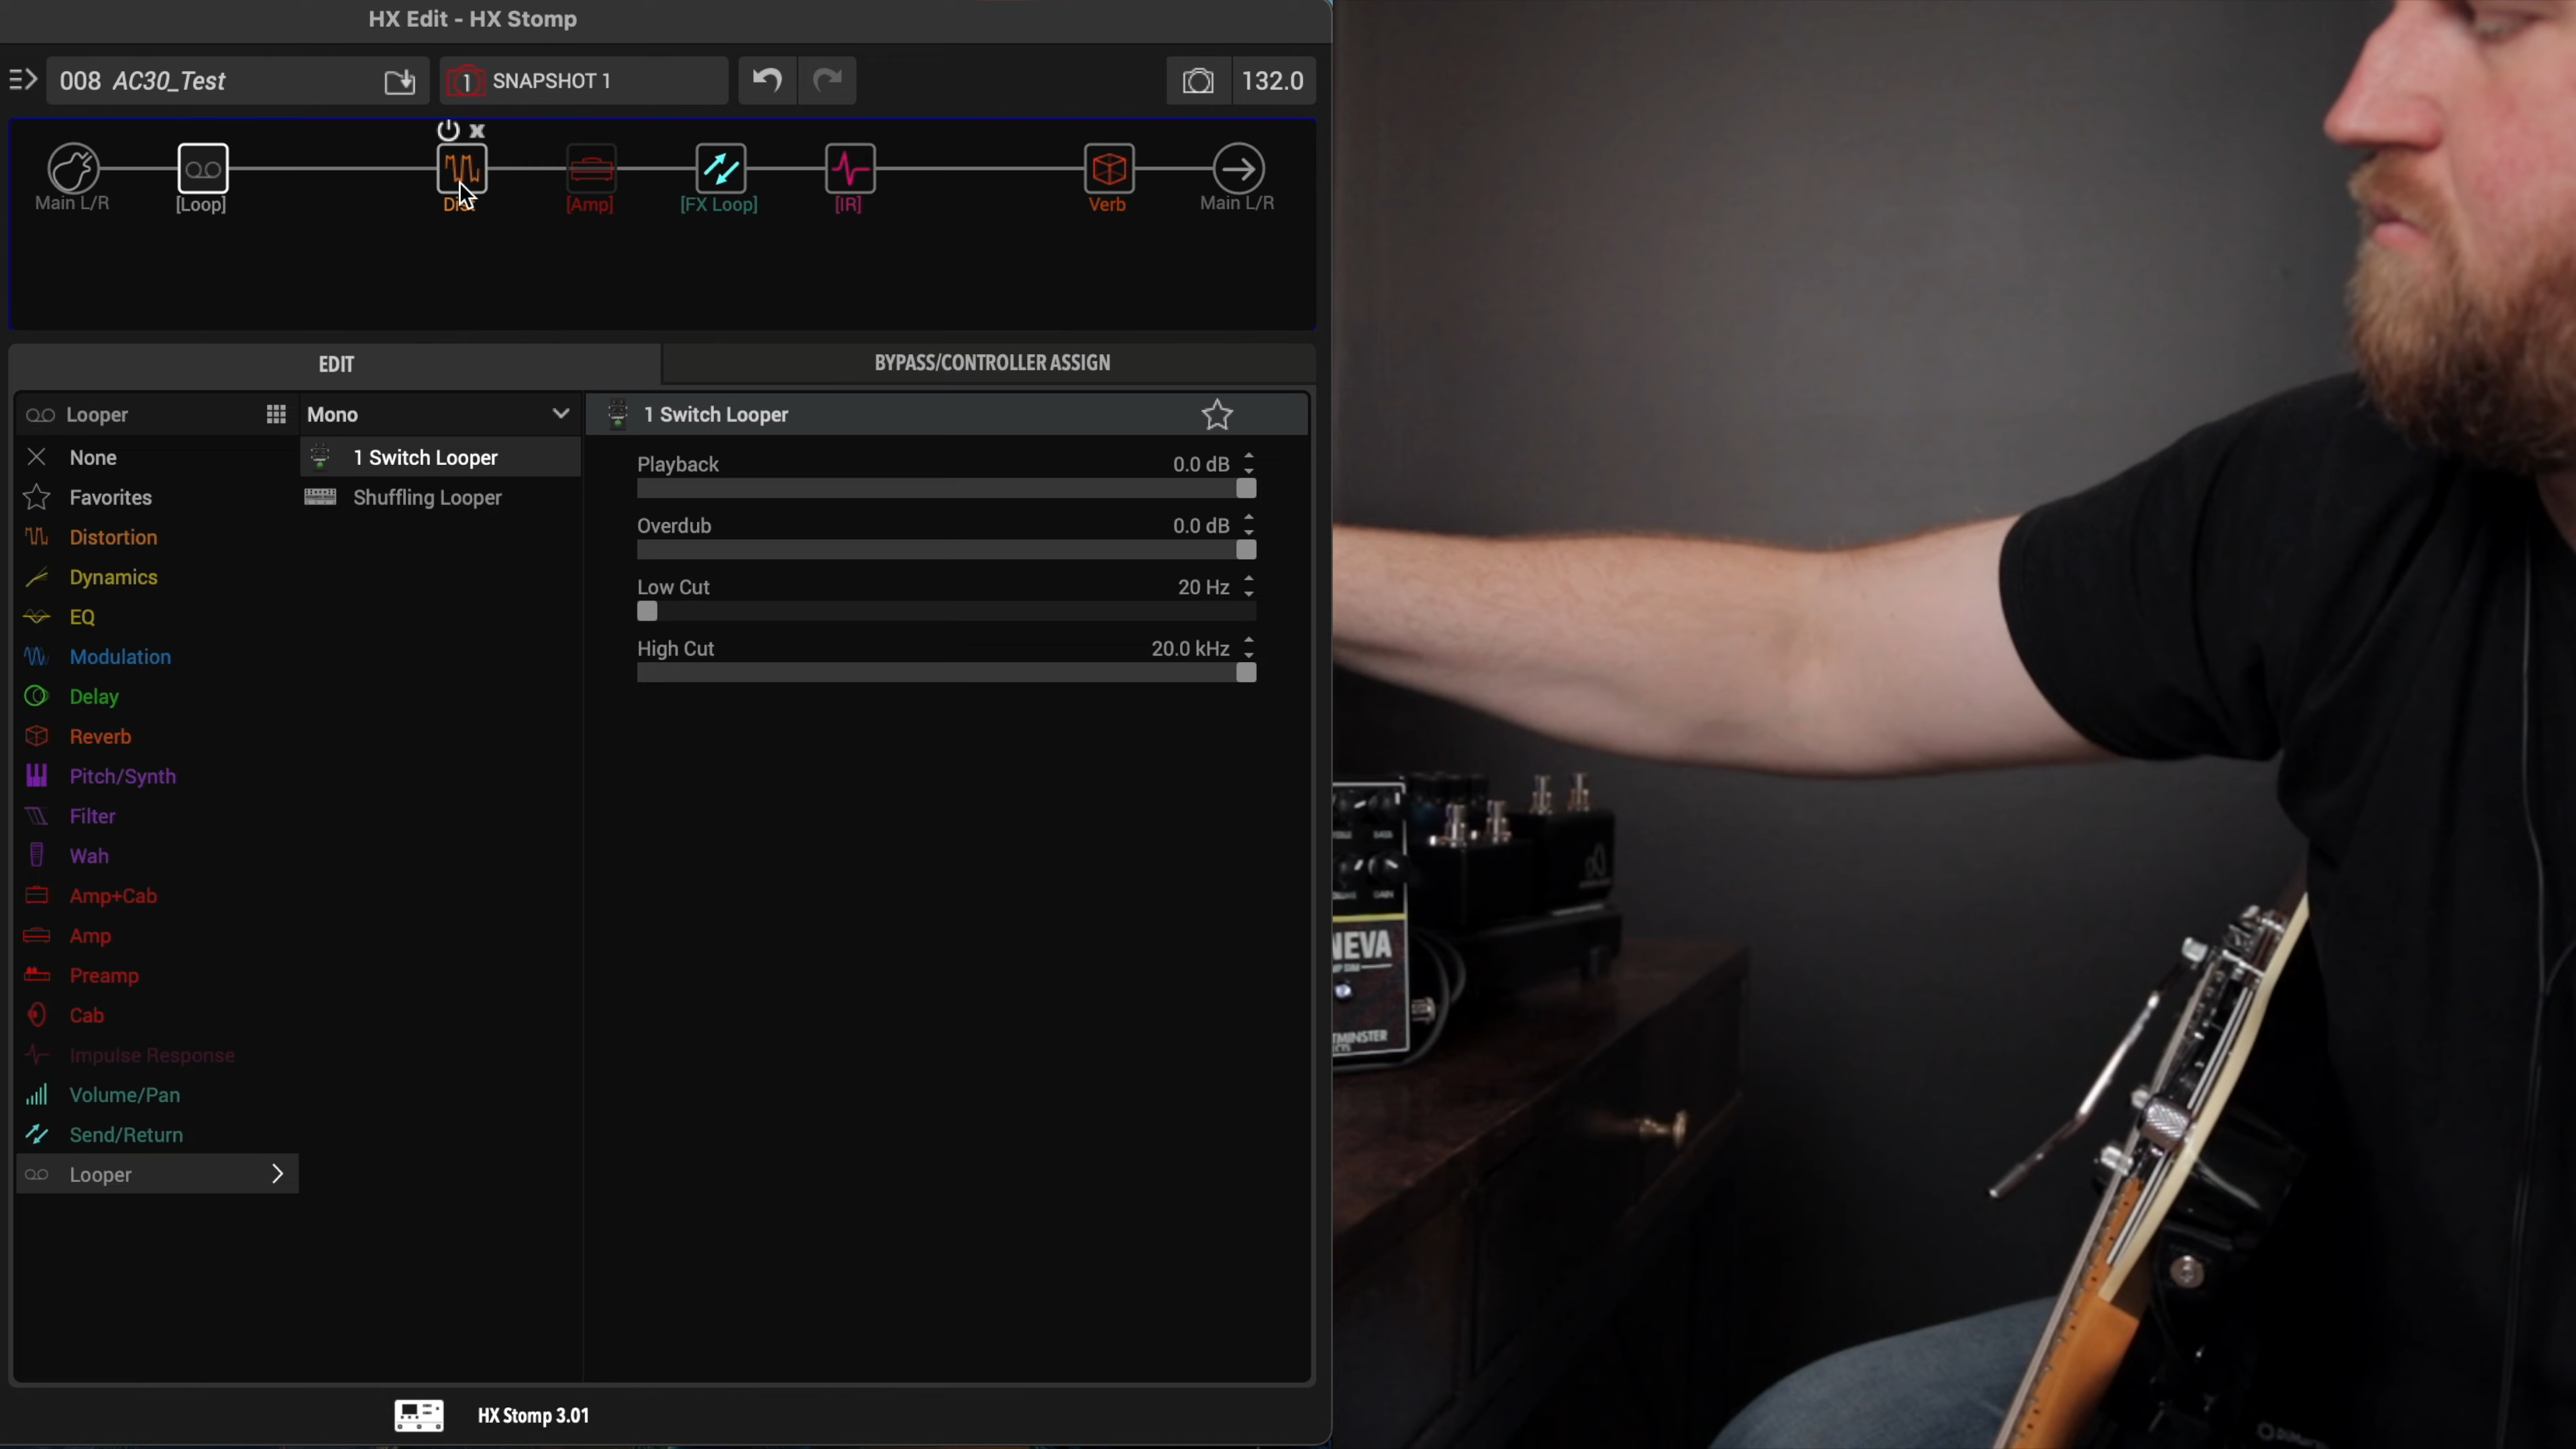 HX Edit - HX Stomp
008 AC30_Test
1 SNAPSHOT 1
132.0
Main L/R
[Loop]
[Amp]
[FX Loop]
[IR]
Verb
Main L/R
EDIT
BYPASS/CONTROLLER ASSIGN
Looper
Mono
1 Switch Looper
None
1 Switch Looper
Favorites
Shuffling Looper
Distortion
Dynamics
EQ
Modulation
Delay
Reverb
Pitch/Synth
Filter
Wah
Amp+Cab
Amp
Preamp
Cab
Impulse Response
Volume/Pan
Send/Return
Looper
Playback 0.0 dB
Overdub 0.0 dB
Low Cut 20 Hz
High Cut 20.0 kHz
HX Stomp 3.01
GAIN
NEVA
TMINSTER